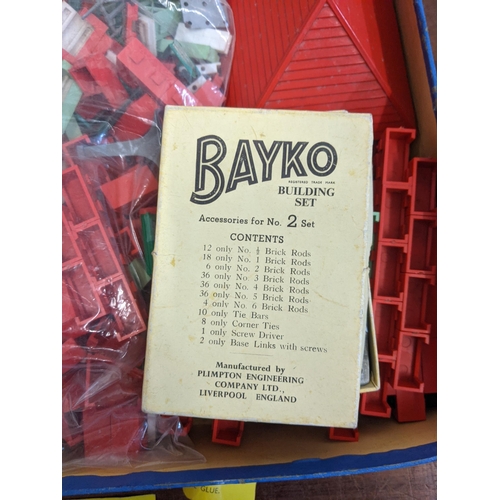 BAYKO
REGISTERED TRADE MARK
BUILDING
SET
Accessories for No. 2 Set
CONTENTS
12 only No. ½ Brick Rods
18 only No. 1 Brick Rods
6 only No. 2 Brick Rods
36 only No. 3 Brick Rods
36 only No. 4 Brick Rods
36 only No. 5 Brick Rods
4 only No. 6 Brick Rods
10 only Tie Bars
8 only Corner Ties
1 only Screw Driver
2 only Base Links with screws
Manufactured by
PLIMPTON ENGINEERING
COMPANY LTD.,
LIVERPOOL ENGLAND
GLUE